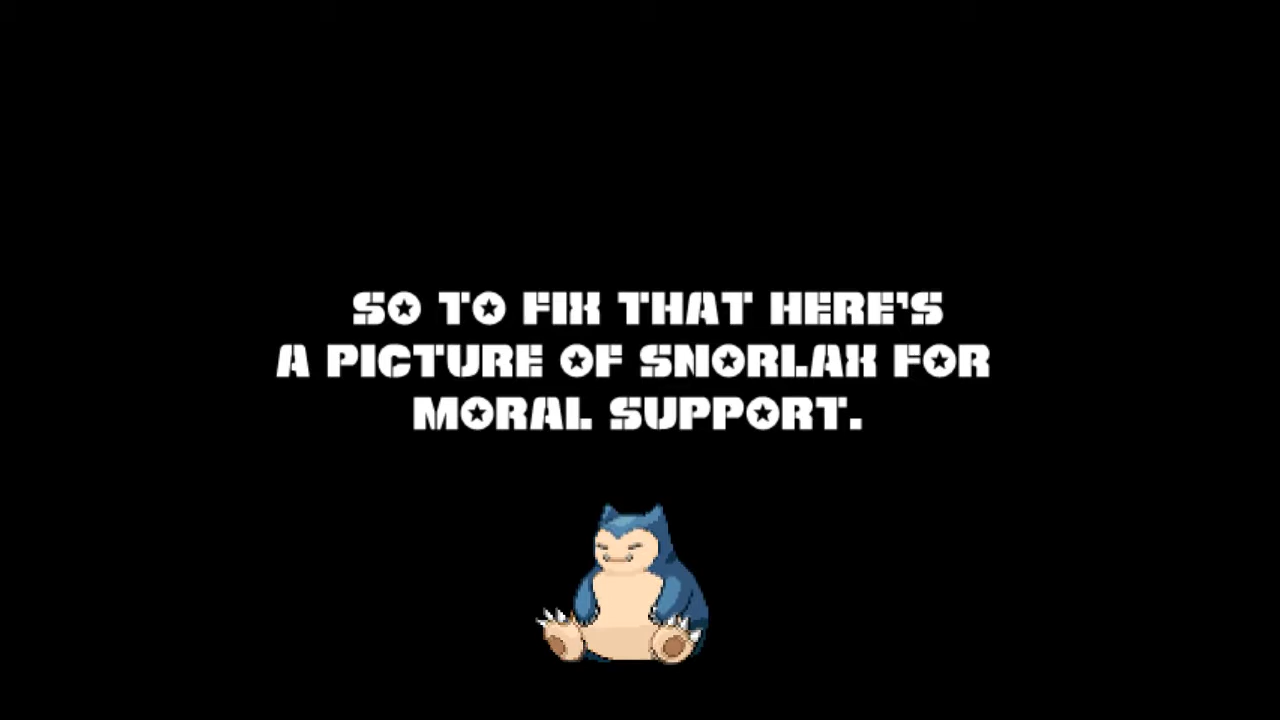 SO TO FIX THAT HERE'S
A PICTURE OF SNORLAX FOR
MORAL SUPPORT.